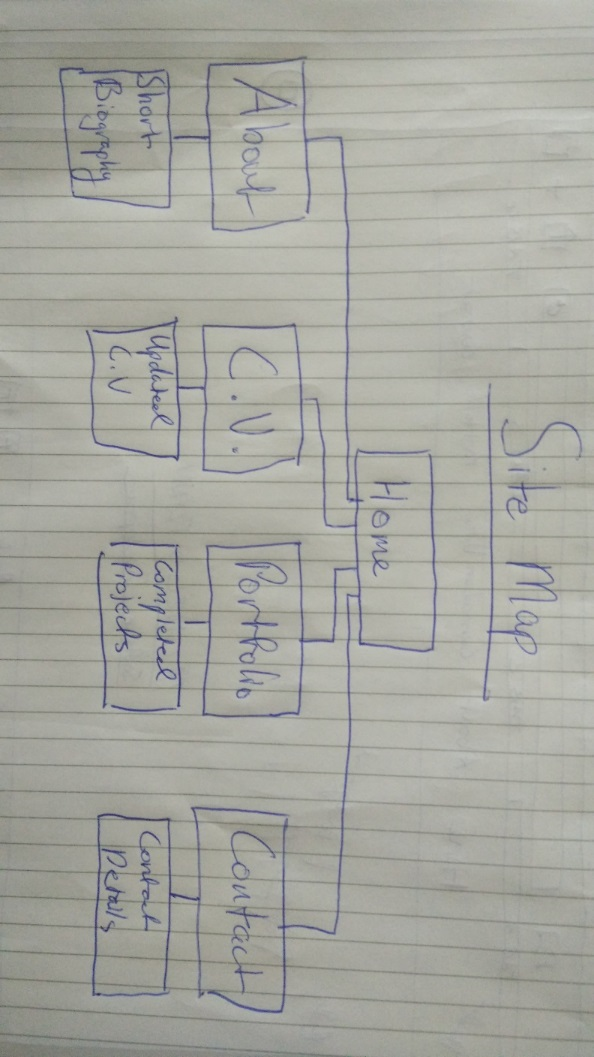 Site Map
Home
About
C.V.
Portfolio
Contact
Short
Biography
Updated
C.V
Completed
Projects
Contact
Details